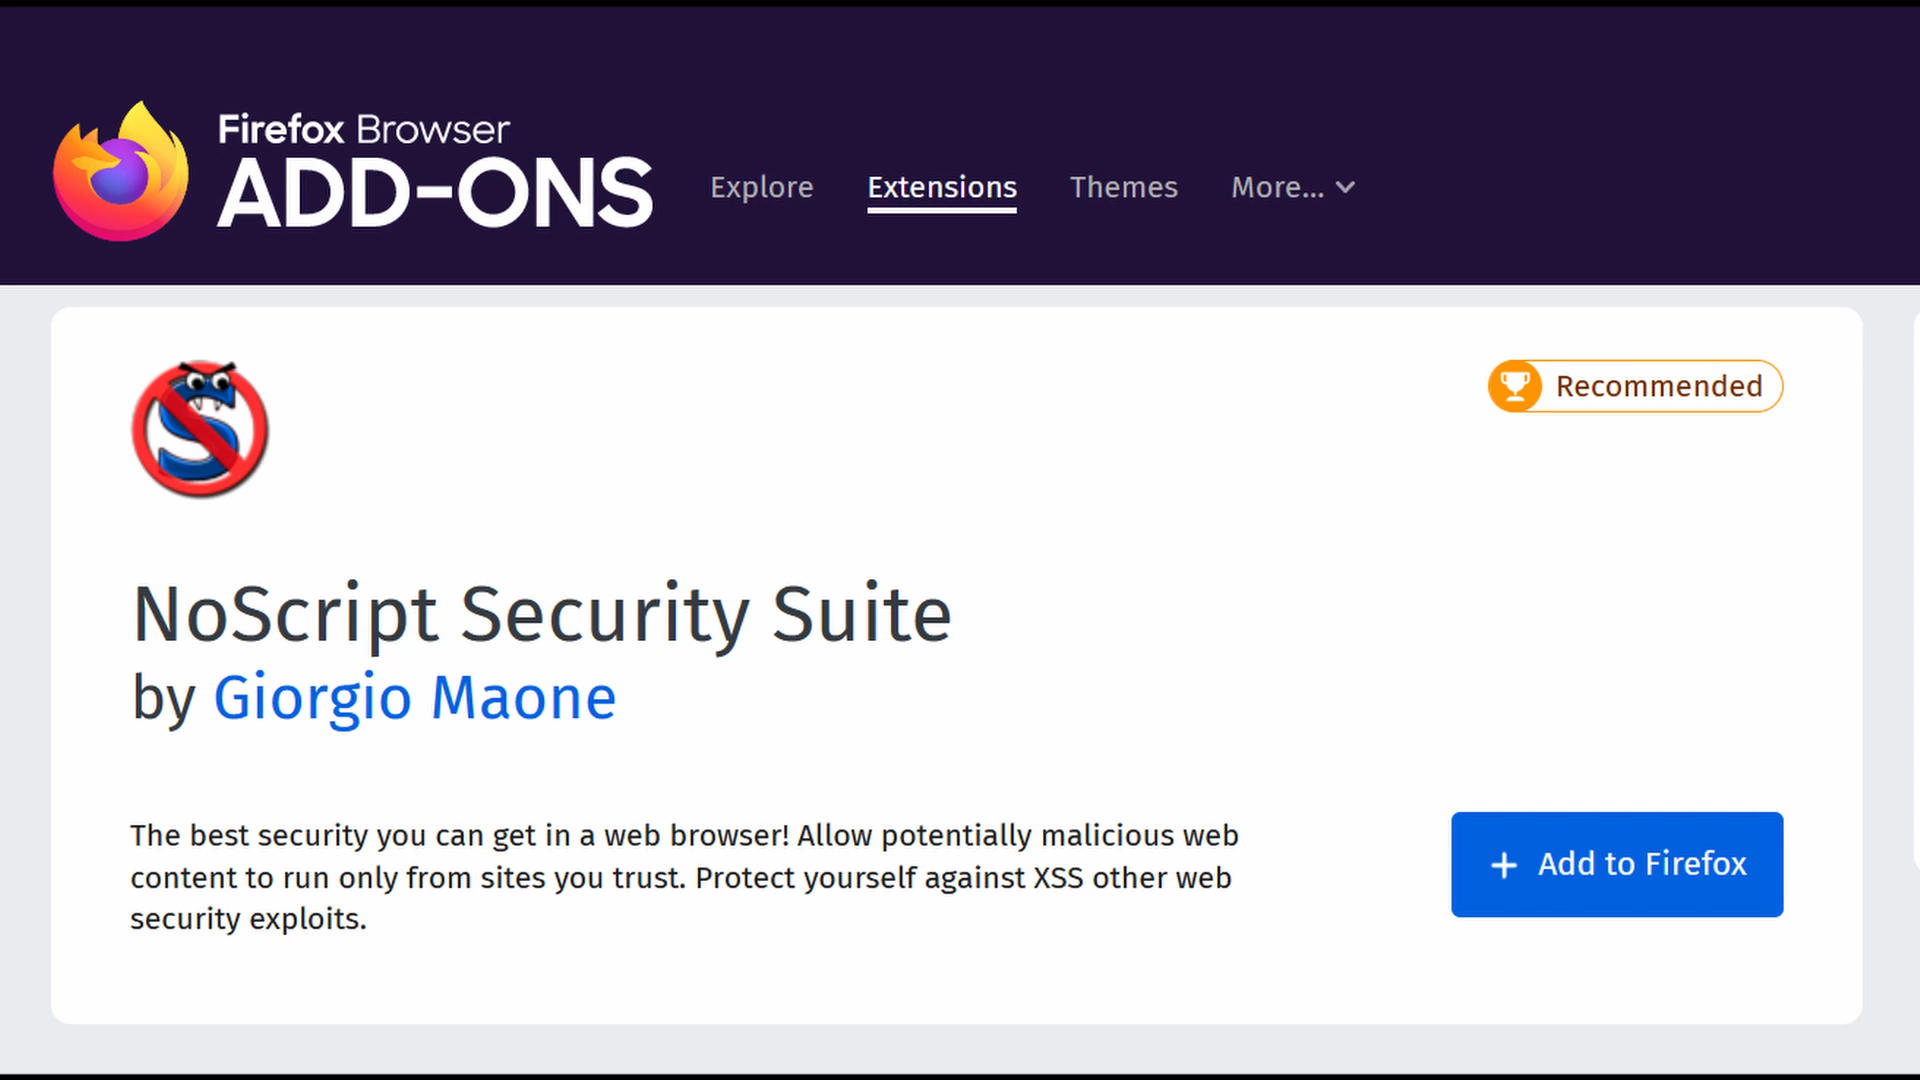 Firefox Browser
ADD-ONS
Explore Extensions Themes More...
Recommended
NoScript Security Suite
by Giorgio Maone
The best security you can get in a web browser! Allow potentially malicious web
content to run only from sites you trust. Protect yourself against XSS other web
security exploits.
+ Add to Firefox